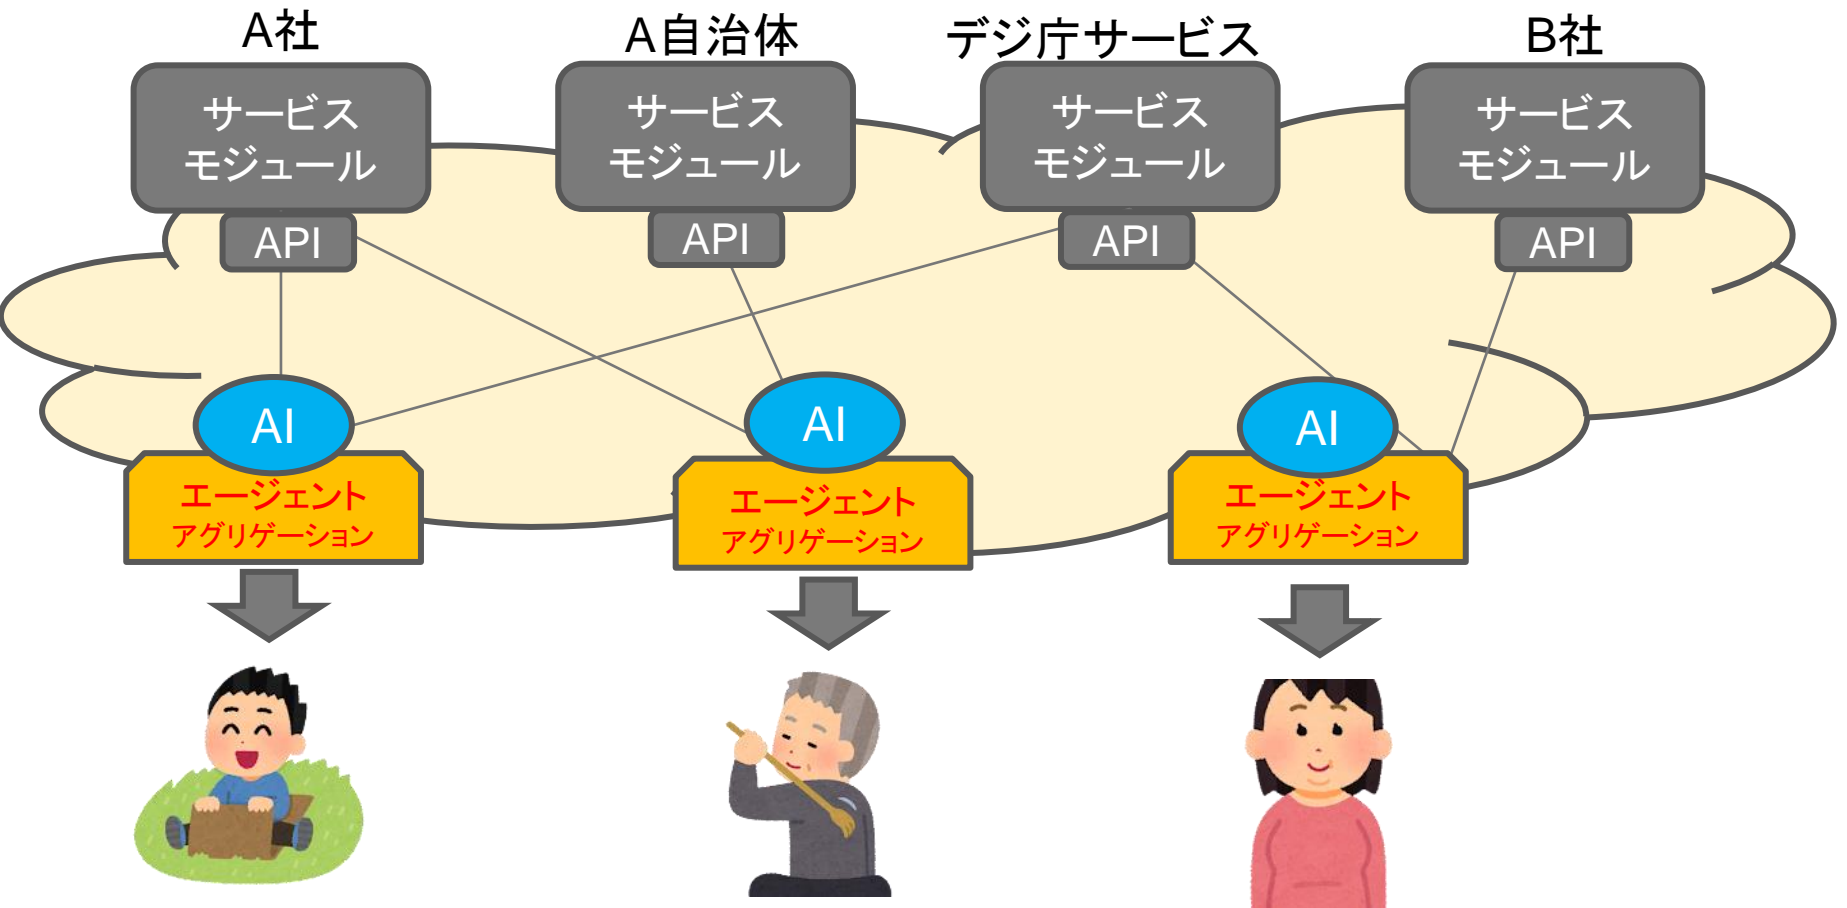 A社
A自治体
デジ庁サービス
B社
サービス
モジュール
サービス
モジュール
サービス
モジュール
サービス
モジュール
API
API
API
API
AI
AI
AI
エージェント
アグリゲーション
エージェント
アグリゲーション
エージェント
アグリゲーション